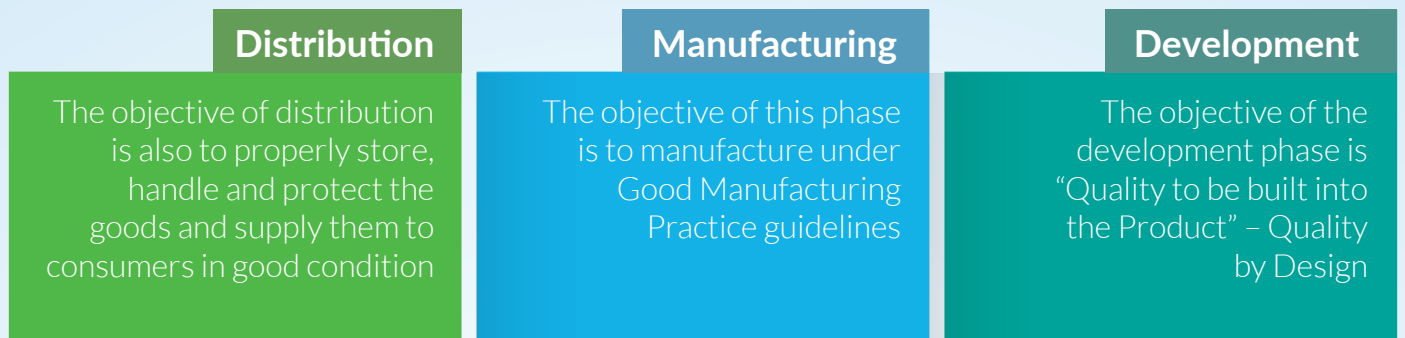 Distribution
The objective of distribution
is also to properly store,
handle and protect the
goods and supply them to
consumers in good condition
Manufacturing
The objective of this phase
is to manufacture under
Good Manufacturing
Practice guidelines
Development
The objective of the
development phase is
“Quality to be built into
the Product” – Quality
by Design